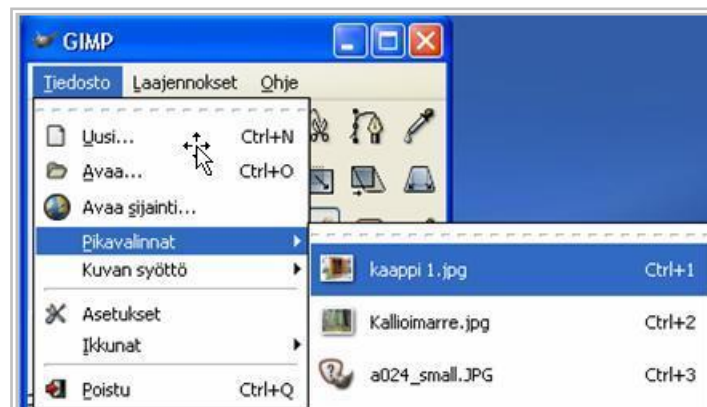 GIMP
Tiedosto Laajennokset Ohje
Uusi... Ctrl+N
Avaa... Ctrl+O
Avaa sijainti...
Pikavalinnat
kaappi 1.jpg Ctrl+1
Kuvan syöttö
Kallioimarre.jpg Ctrl+2
Asetukset
Ikkunat
a024_small.JPG Ctrl+3
Poistu Ctrl+Q